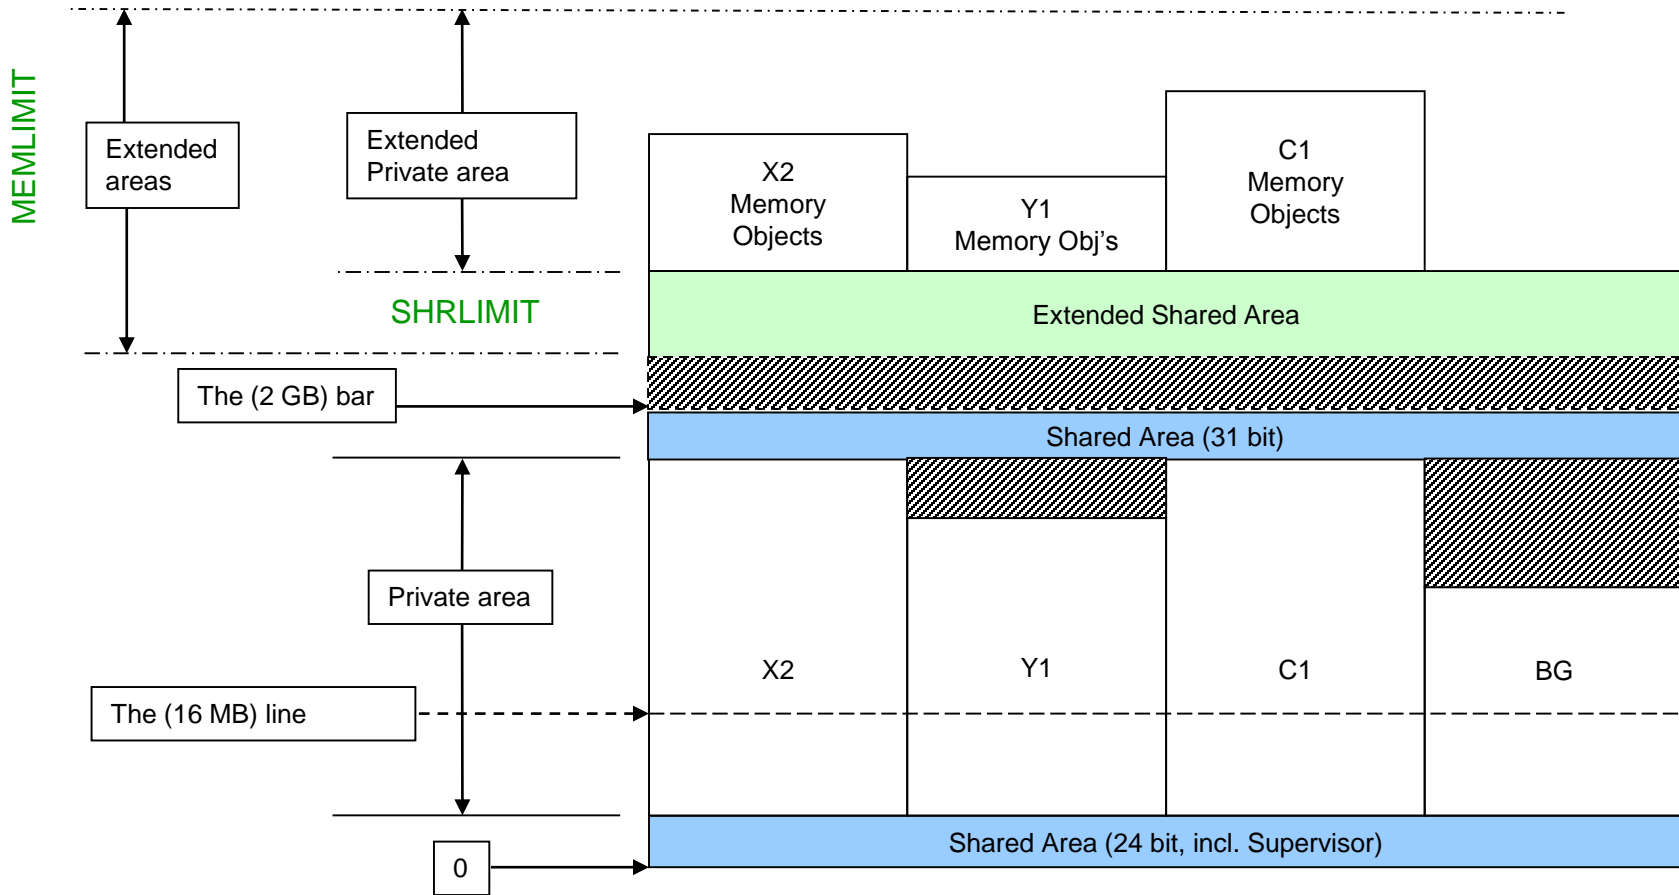 MEMLIMIT
Extended
areas
Extended
Private area
X2
Memory
Objects
Y1
Memory Obj’s
C1
Memory
Objects
SHRLIMIT
Extended Shared Area
The (2 GB) bar
Shared Area (31 bit)
Private area
X2
Y1
C1
BG
The (16 MB) line
Shared Area (24 bit, incl. Supervisor)
0